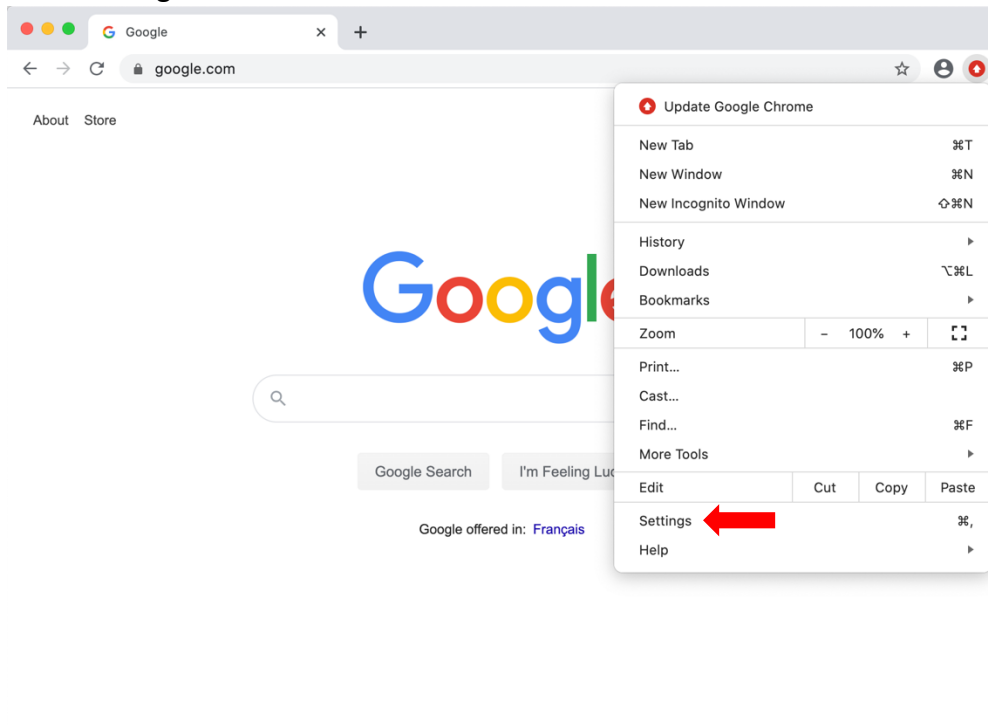 Google
google.com
About Store
Update Google Chrome
New Tab ⌘T
New Window ⌘N
New Incognito Window ⇧⌘N
History
Downloads ⌥⌘L
Bookmarks
Zoom - 100% +
Print... ⌘P
Cast...
Find... ⌘F
More Tools
Edit Cut Copy Paste
Settings ⌘,
Help
Google
Google Search I'm Feeling Luc
Google offered in: Français